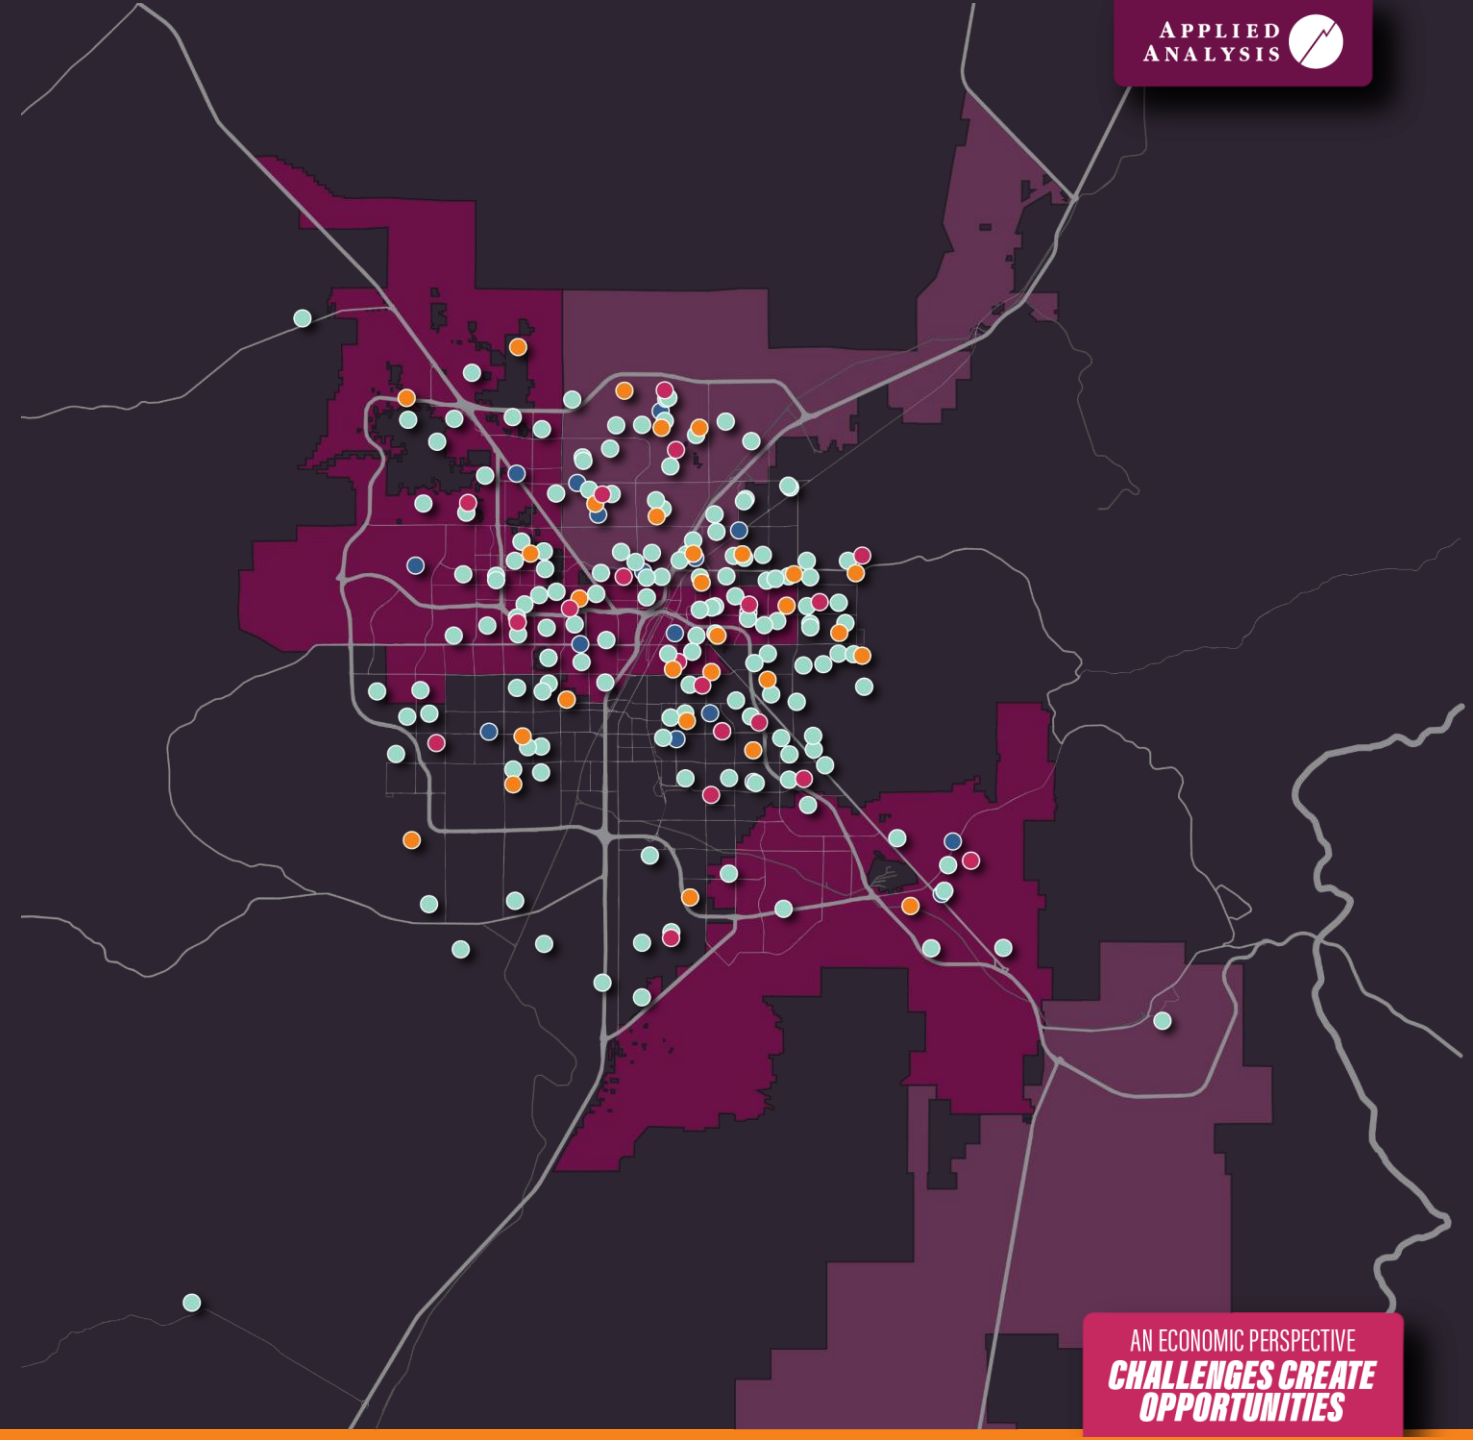 APPLIED
ANALYSIS
AN ECONOMIC PERSPECTIVE
CHALLENGES CREATE
OPPORTUNITIES